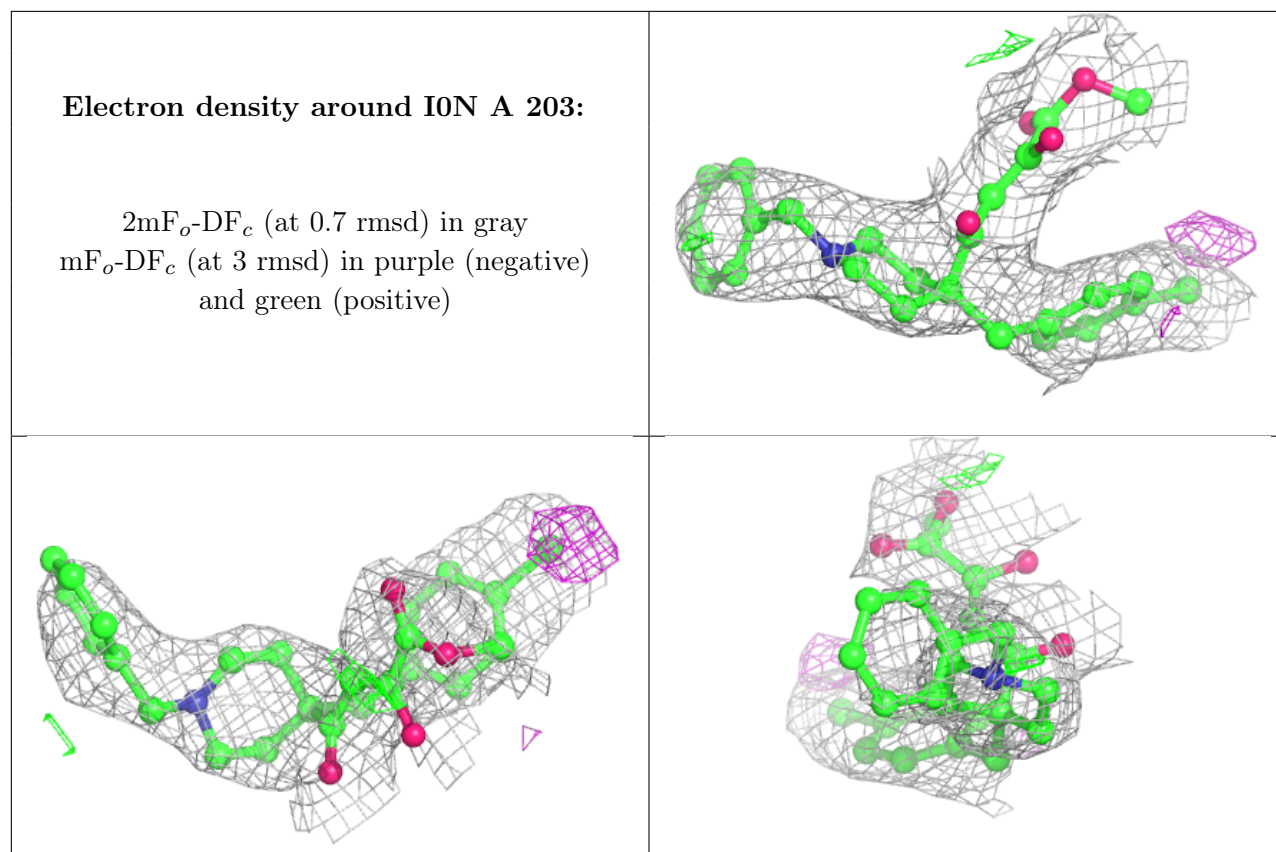 Electron density around I0N A 203:
2mFo-DFc (at 0.7 rmsd) in gray
mFo-DFc (at 3 rmsd) in purple (negative)
and green (positive)